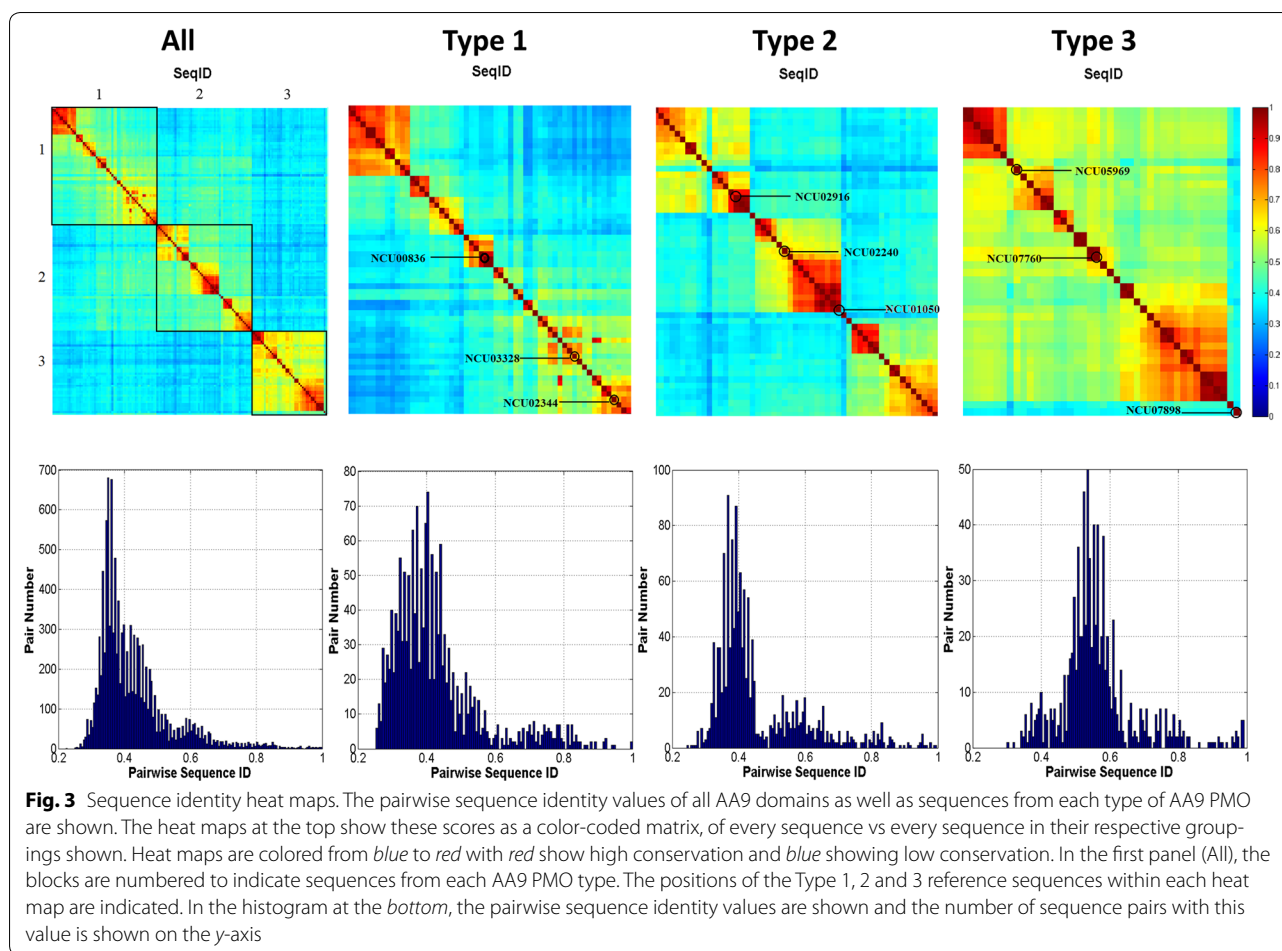 All Type 1 Type 2 Type 3
SeqID SeqID SeqID SeqID
1 2 3
1
2
3
NCU00836
NCU03328
NCU02344
NCU02916
NCU02240
NCU01050
NCU05969
NCU07760
NCU07898
1
0.9
0.8
0.7
0.6
0.5
0.4
0.3
0.2
0.1
0
Pair Number
700
600
500
400
300
200
100
0
0.2 0.4 0.6 0.8 1
Pairwise Sequence ID
Pair Number
80
70
60
50
40
30
20
10
0
0.2 0.4 0.6 0.8 1
Pairwise Sequence ID
Pair Number
100
80
60
40
20
0
0.2 0.4 0.6 0.8 1
Pairwise Sequence ID
Pair Number
50
40
30
20
10
0
0.2 0.4 0.6 0.8 1
Pairwise Sequence ID
Fig. 3 Sequence identity heat maps. The pairwise sequence identity values of all AA9 domains as well as sequences from each type of AA9 PMO
are shown. The heat maps at the top show these scores as a color-coded matrix, of every sequence vs every sequence in their respective group-
ings shown. Heat maps are colored from blue to red with red show high conservation and blue showing low conservation. In the first panel (All), the
blocks are numbered to indicate sequences from each AA9 PMO type. The positions of the Type 1, 2 and 3 reference sequences within each heat
map are indicated. In the histogram at the bottom, the pairwise sequence identity values are shown and the number of sequence pairs with this
value is shown on the y-axis